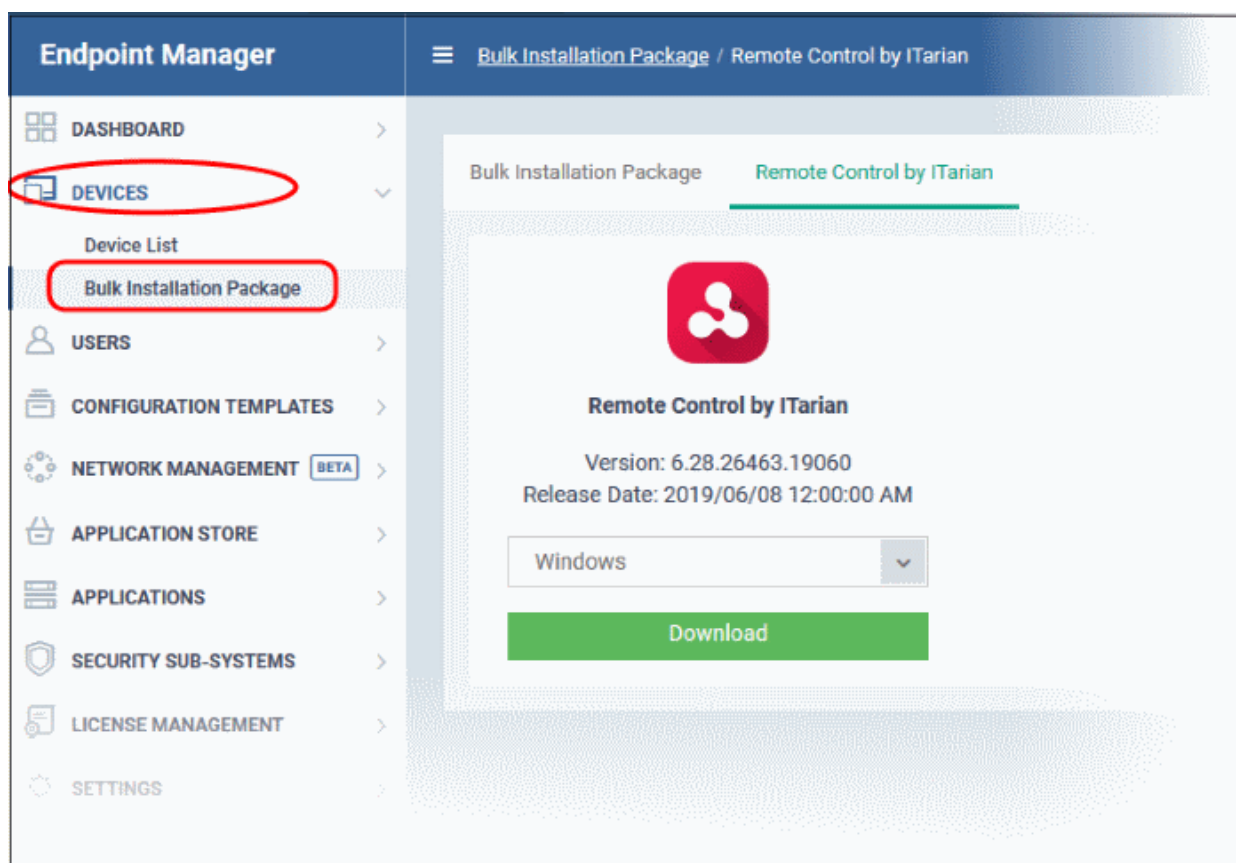 Endpoint Manager
Bulk Installation Package / Remote Control by ITarian
DASHBOARD
DEVICES
Device List
Bulk Installation Package
USERS
CONFIGURATION TEMPLATES
NETWORK MANAGEMENT BETA
APPLICATION STORE
APPLICATIONS
SECURITY SUB-SYSTEMS
LICENSE MANAGEMENT
SETTINGS
Bulk Installation Package
Remote Control by ITarian
Remote Control by ITarian
Version: 6.28.26463.19060
Release Date: 2019/06/08 12:00:00 AM
Windows
Download